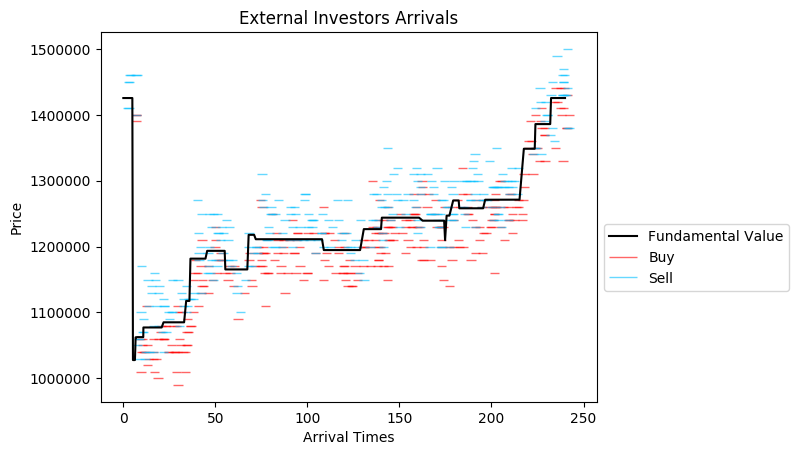 External Investors Arrivals
1500000
1400000
1300000
1200000
1100000
1000000
Price
0 50 100 150 200 250
Arrival Times
Fundamental Value
Buy
Sell